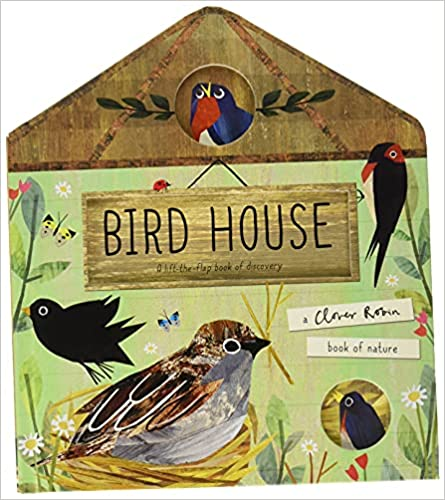 BIRD HOUSE
A lift-the-flap book of discovery
a Clover Robin
book of nature